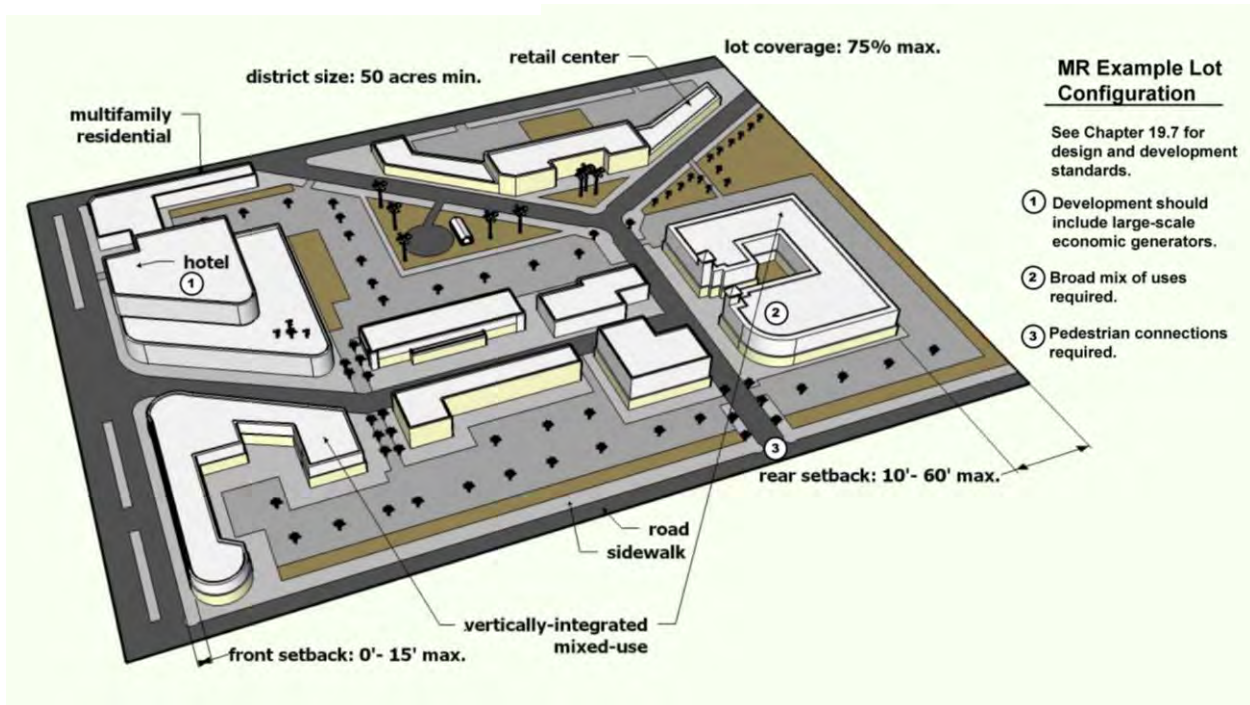 retail center
lot coverage: 75% max.
district size: 50 acres min.
MR Example Lot
Configuration
multifamily
residential
See Chapter 19.7 for
design and development
standards.
1 Development should
include large-scale
economic generators.
hotel
1
2 Broad mix of uses
required.
2
3 Pedestrian connections
required.
3
rear setback: 10'- 60' max.
road
sidewalk
vertically-integrated
mixed-use
front setback: 0'- 15' max.